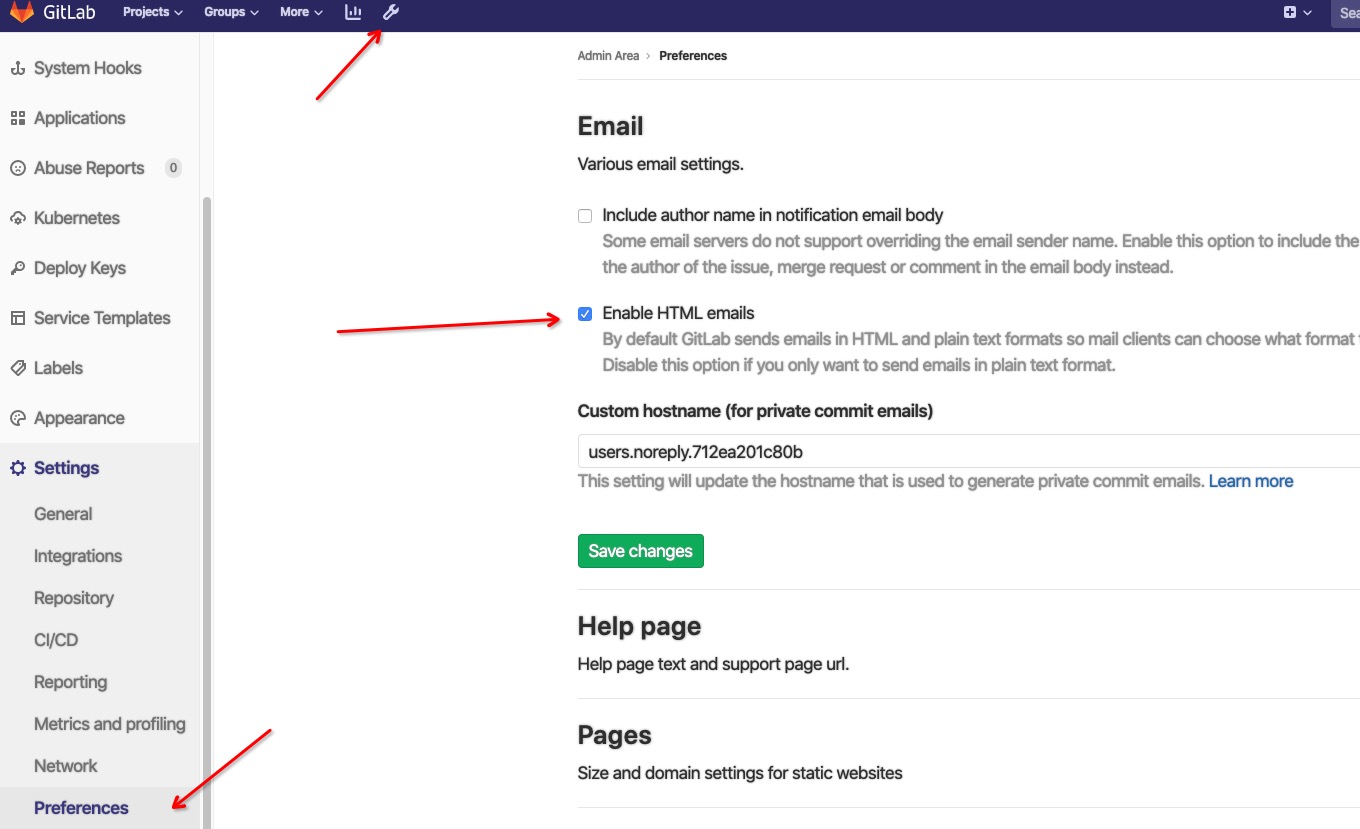 GitLab Projects Groups More
Sea
System Hooks
Applications
Abuse Reports 0
Kubernetes
Deploy Keys
Service Templates
Labels
Appearance
Settings
General
Integrations
Repository
CI/CD
Reporting
Metrics and profiling
Network
Preferences
Admin Area › Preferences
Email
Various email settings.
Include author name in notification email body
Some email servers do not support overriding the email sender name. Enable this option to include the
the author of the issue, merge request or comment in the email body instead.
Enable HTML emails
By default GitLab sends emails in HTML and plain text formats so mail clients can choose what format
Disable this option if you only want to send emails in plain text format.
Custom hostname (for private commit emails)
users.noreply.712ea201c80b
This setting will update the hostname that is used to generate private commit emails. Learn more
Save changes
Help page
Help page text and support page url.
Pages
Size and domain settings for static websites